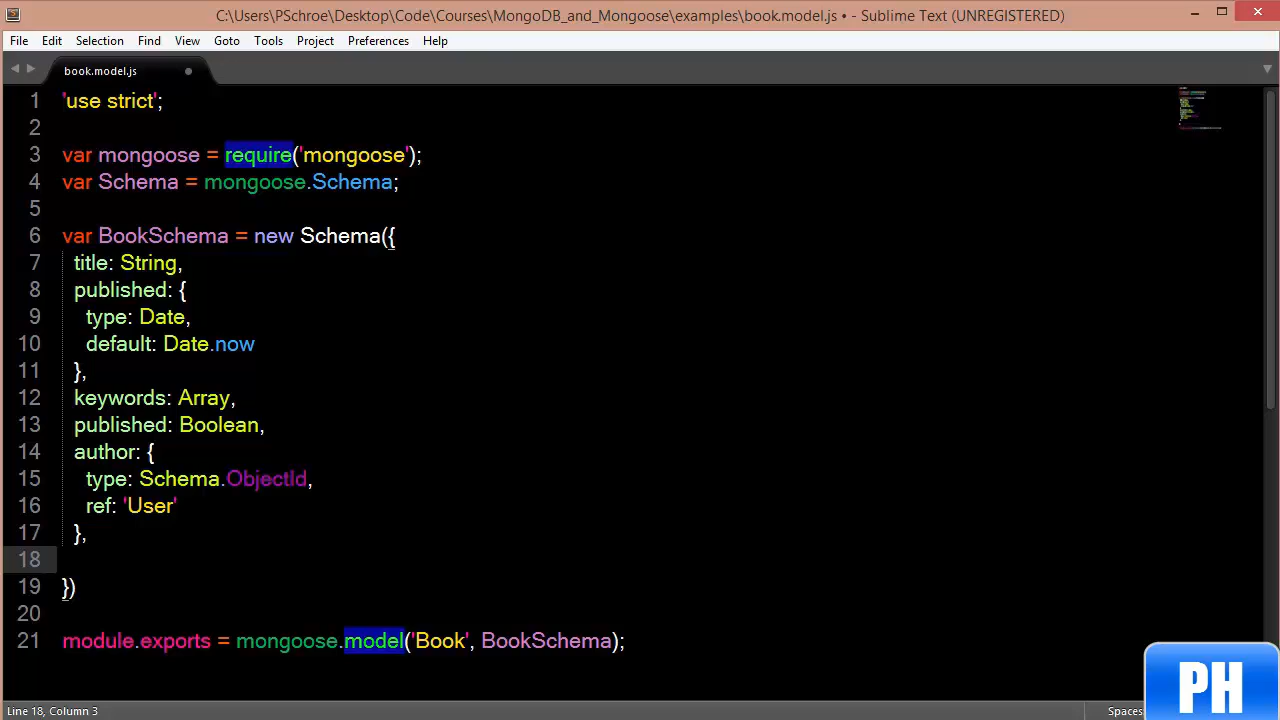 C:\Users\PSchroe\Desktop\Code\Courses\MongoDB_and_Mongoose\examples\book.model.js • - Sublime Text (UNREGISTERED)
File Edit Selection Find View Goto Tools Project Preferences Help
book.model.js
1 'use strict';
2
3 var mongoose = require('mongoose');
4 var Schema = mongoose.Schema;
5
6 var BookSchema = new Schema({
7 title: String,
8 published: {
9 type: Date,
10 default: Date.now
11 },
12 keywords: Array,
13 published: Boolean,
14 author: {
15 type: Schema.ObjectId,
16 ref: 'User'
17 },
18
19 })
20
21 module.exports = mongoose.model('Book', BookSchema);
PH
Line 18, Column 3 Spaces